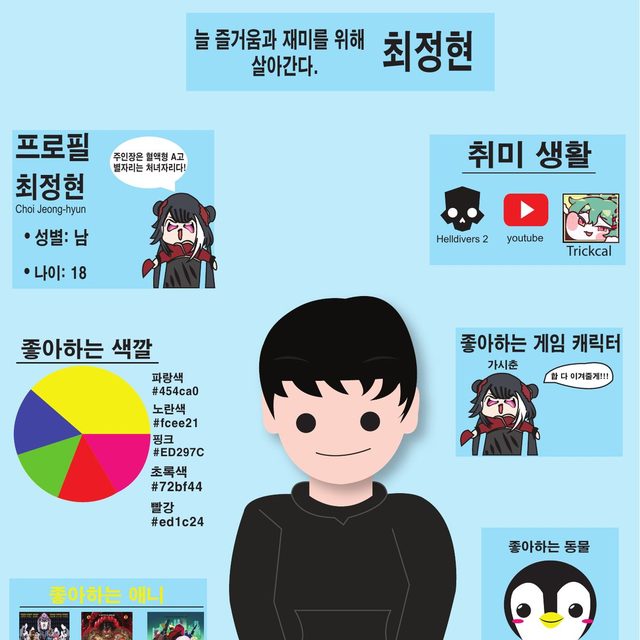 늘 즐거움과 재미를 위해
살아간다.
최정현
프로필
최정현
Choi Jeong-hyun
• 성별: 남
• 나이: 18
주인장은 혈액형 A고
별자리는 처녀자리다!
취미 생활
Helldivers 2
youtube
Trickcal
좋아하는 색깔
파랑색
#454ca0
노란색
#fcee21
핑크
#ED297C
초록색
#72bf44
빨강
#ed1c24
좋아하는 게임 캐릭터
가시춘
합 다 이겨줄게!!!
좋아하는 동물
좋아하는 애니